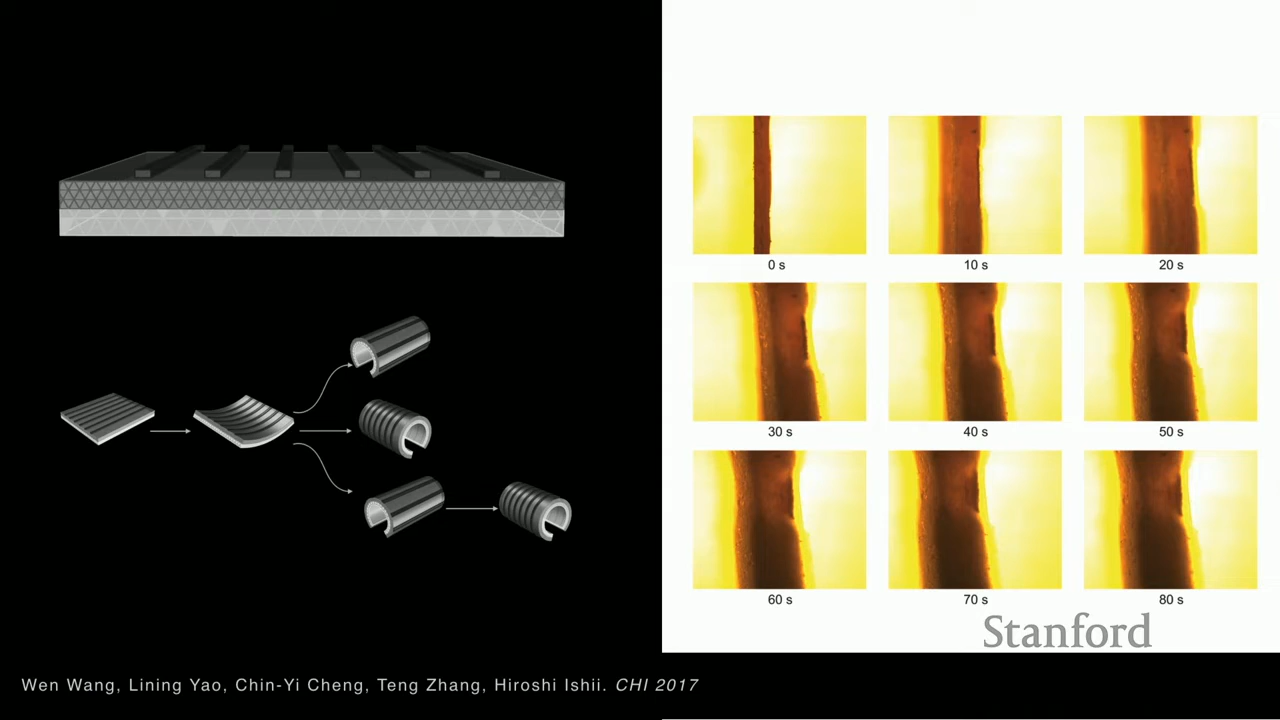 0 s
10 s
20 s
30 s
40 s
50 s
60 s
70 s
80 s
Stanford
Wen Wang, Lining Yao, Chin-Yi Cheng, Teng Zhang, Hiroshi Ishii. CHI 2017